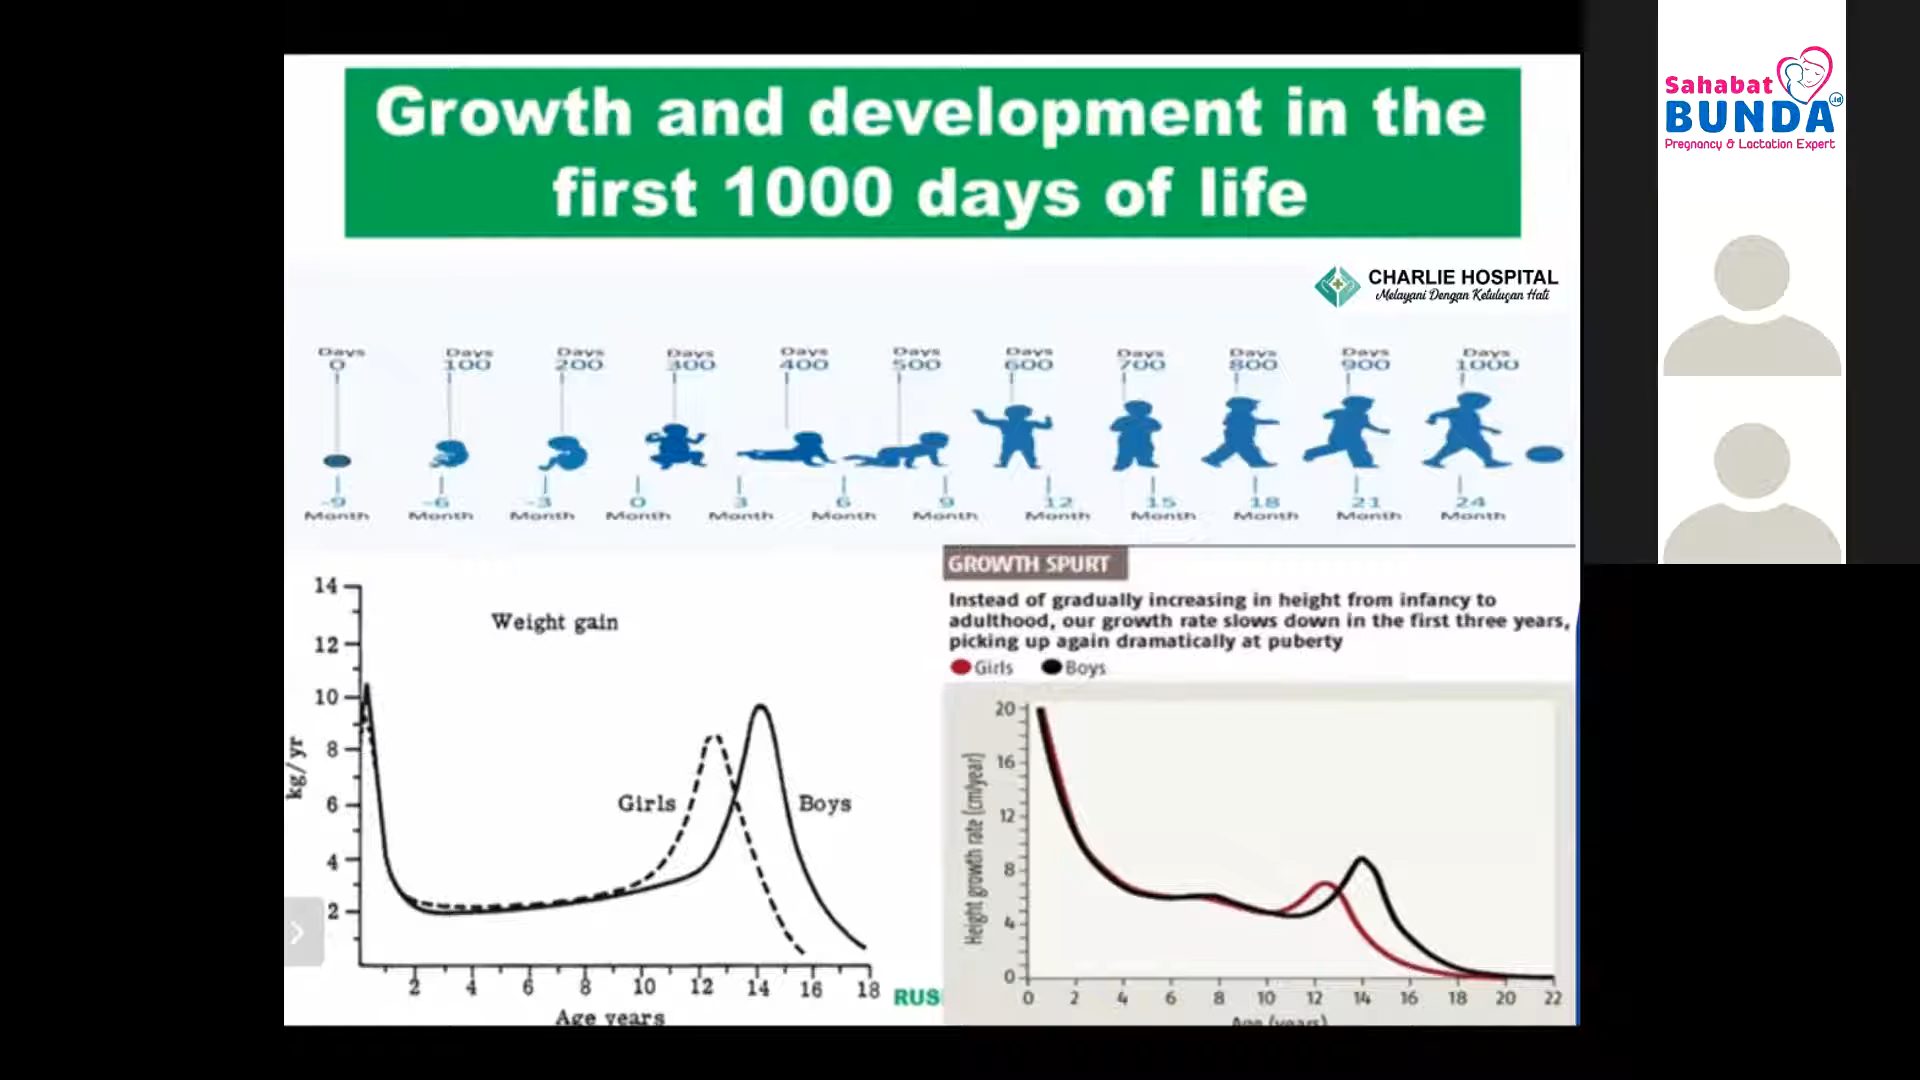 Growth and development in the
first 1000 days of life
CHARLIE HOSPITAL
Melayani Dengan Ketulusan Hati
Days Days Days Days Days Days Days Days Days Days Days
0 100 200 300 400 500 600 700 800 900 1000
-9 -6 -3 0 3 6 9 12 15 18 21 24
Month Month Month Month Month Month Month Month Month Month Month Month
14
12
10
8
6
4
2
kg/yr
Weight gain
Girls
Boys
2 4 6 8 10 12 14 16 18
Age years
RUS
GROWTH SPURT
Instead of gradually increasing in height from infancy to
adulthood, our growth rate slows down in the first three years,
picking up again dramatically at puberty
Girls Boys
20
16
12
8
4
0
Height growth rate (cm/year)
0 2 4 6 8 10 12 14 16 18 20 22
Age (years)
Sahabat
BUNDA
.id
Pregnancy & Lactation Expert